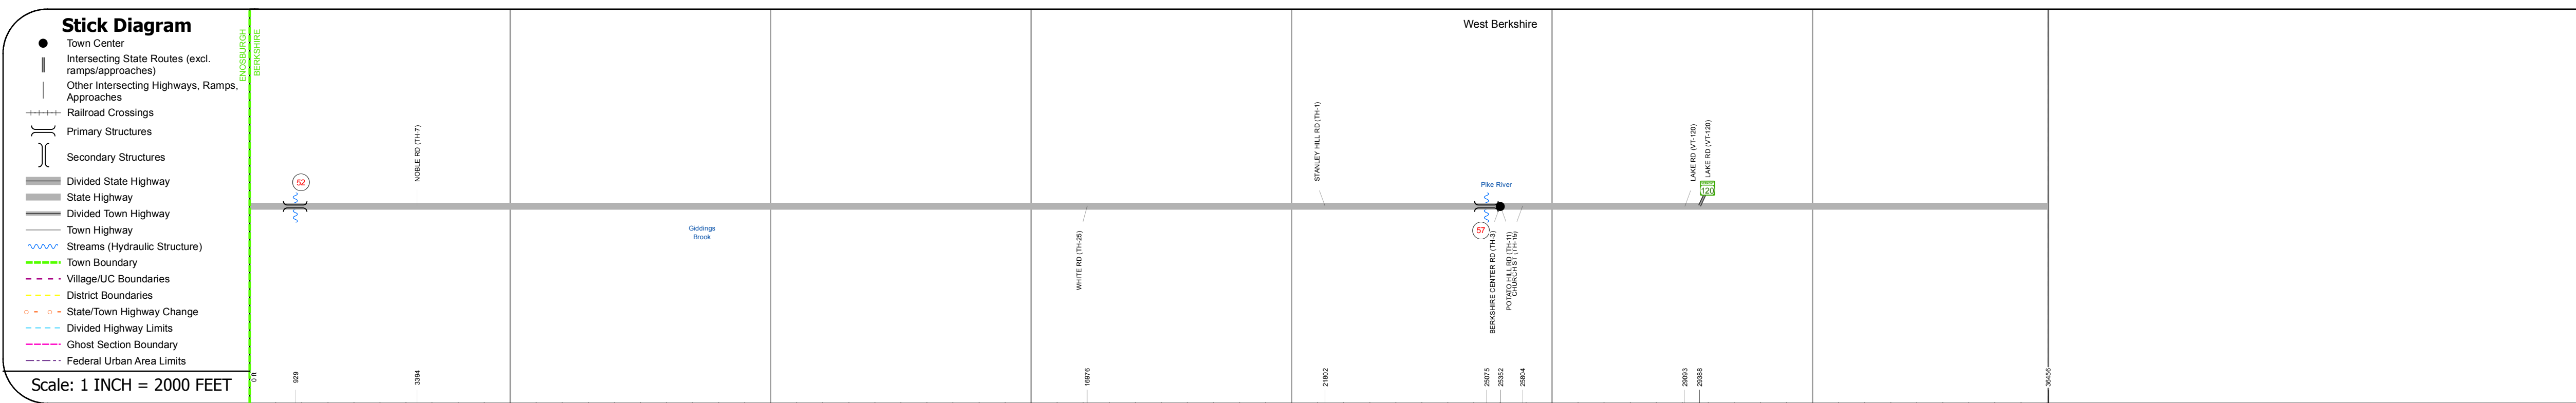 Stick Diagram
Town Center
Intersecting State Routes (excl.
ramps/approaches)
Other Intersecting Highways, Ramps,
Approaches
Railroad Crossings
Primary Structures
Secondary Structures
Divided State Highway
State Highway
Divided Town Highway
Town Highway
Streams (Hydraulic Structure)
Town Boundary
Village/UC Boundaries
District Boundaries
State/Town Highway Change
Divided Highway Limits
Ghost Section Boundary
Federal Urban Area Limits
Scale: 1 INCH = 2000 FEET
ENOSBURGH
BERKSHIRE
West Berkshire
52
NOBLE RD (TH-7)
Giddings
Brook
WHITE RD (TH-25)
STANLEY HILL RD (TH-1)
Pike River
57
BERKSHIRE CENTER RD (TH-3)
POTATO HILL RD (TH-11)
CHURCH ST
LAKE RD (VT-120)
LAKE RD (VT-120)
120
0 ft
929
3394
16976
21802
25075
25352
25804
29093
29388
36456